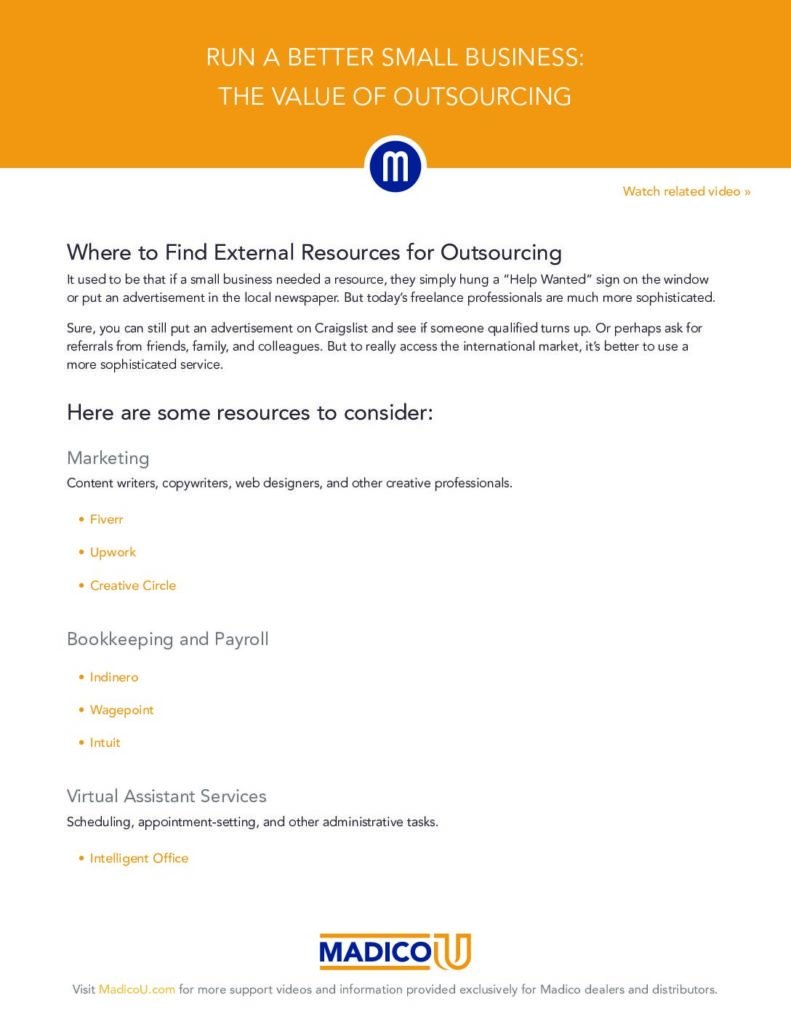 RUN A BETTER SMALL BUSINESS:
THE VALUE OF OUTSOURCING
m
Watch related video »
Where to Find External Resources for Outsourcing
It used to be that if a small business needed a resource, they simply hung a “Help Wanted” sign on the window
or put an advertisement in the local newspaper. But today’s freelance professionals are much more sophisticated.
Sure, you can still put an advertisement on Craigslist and see if someone qualified turns up. Or perhaps ask for
referrals from friends, family, and colleagues. But to really access the international market, it’s better to use a
more sophisticated service.
Here are some resources to consider:
Marketing
Content writers, copywriters, web designers, and other creative professionals.
• Fiverr
• Upwork
• Creative Circle
Bookkeeping and Payroll
• Indinero
• Wagepoint
• Intuit
Virtual Assistant Services
Scheduling, appointment-setting, and other administrative tasks.
• Intelligent Office
MADICO U
Visit MadicoU.com for more support videos and information provided exclusively for Madico dealers and distributors.